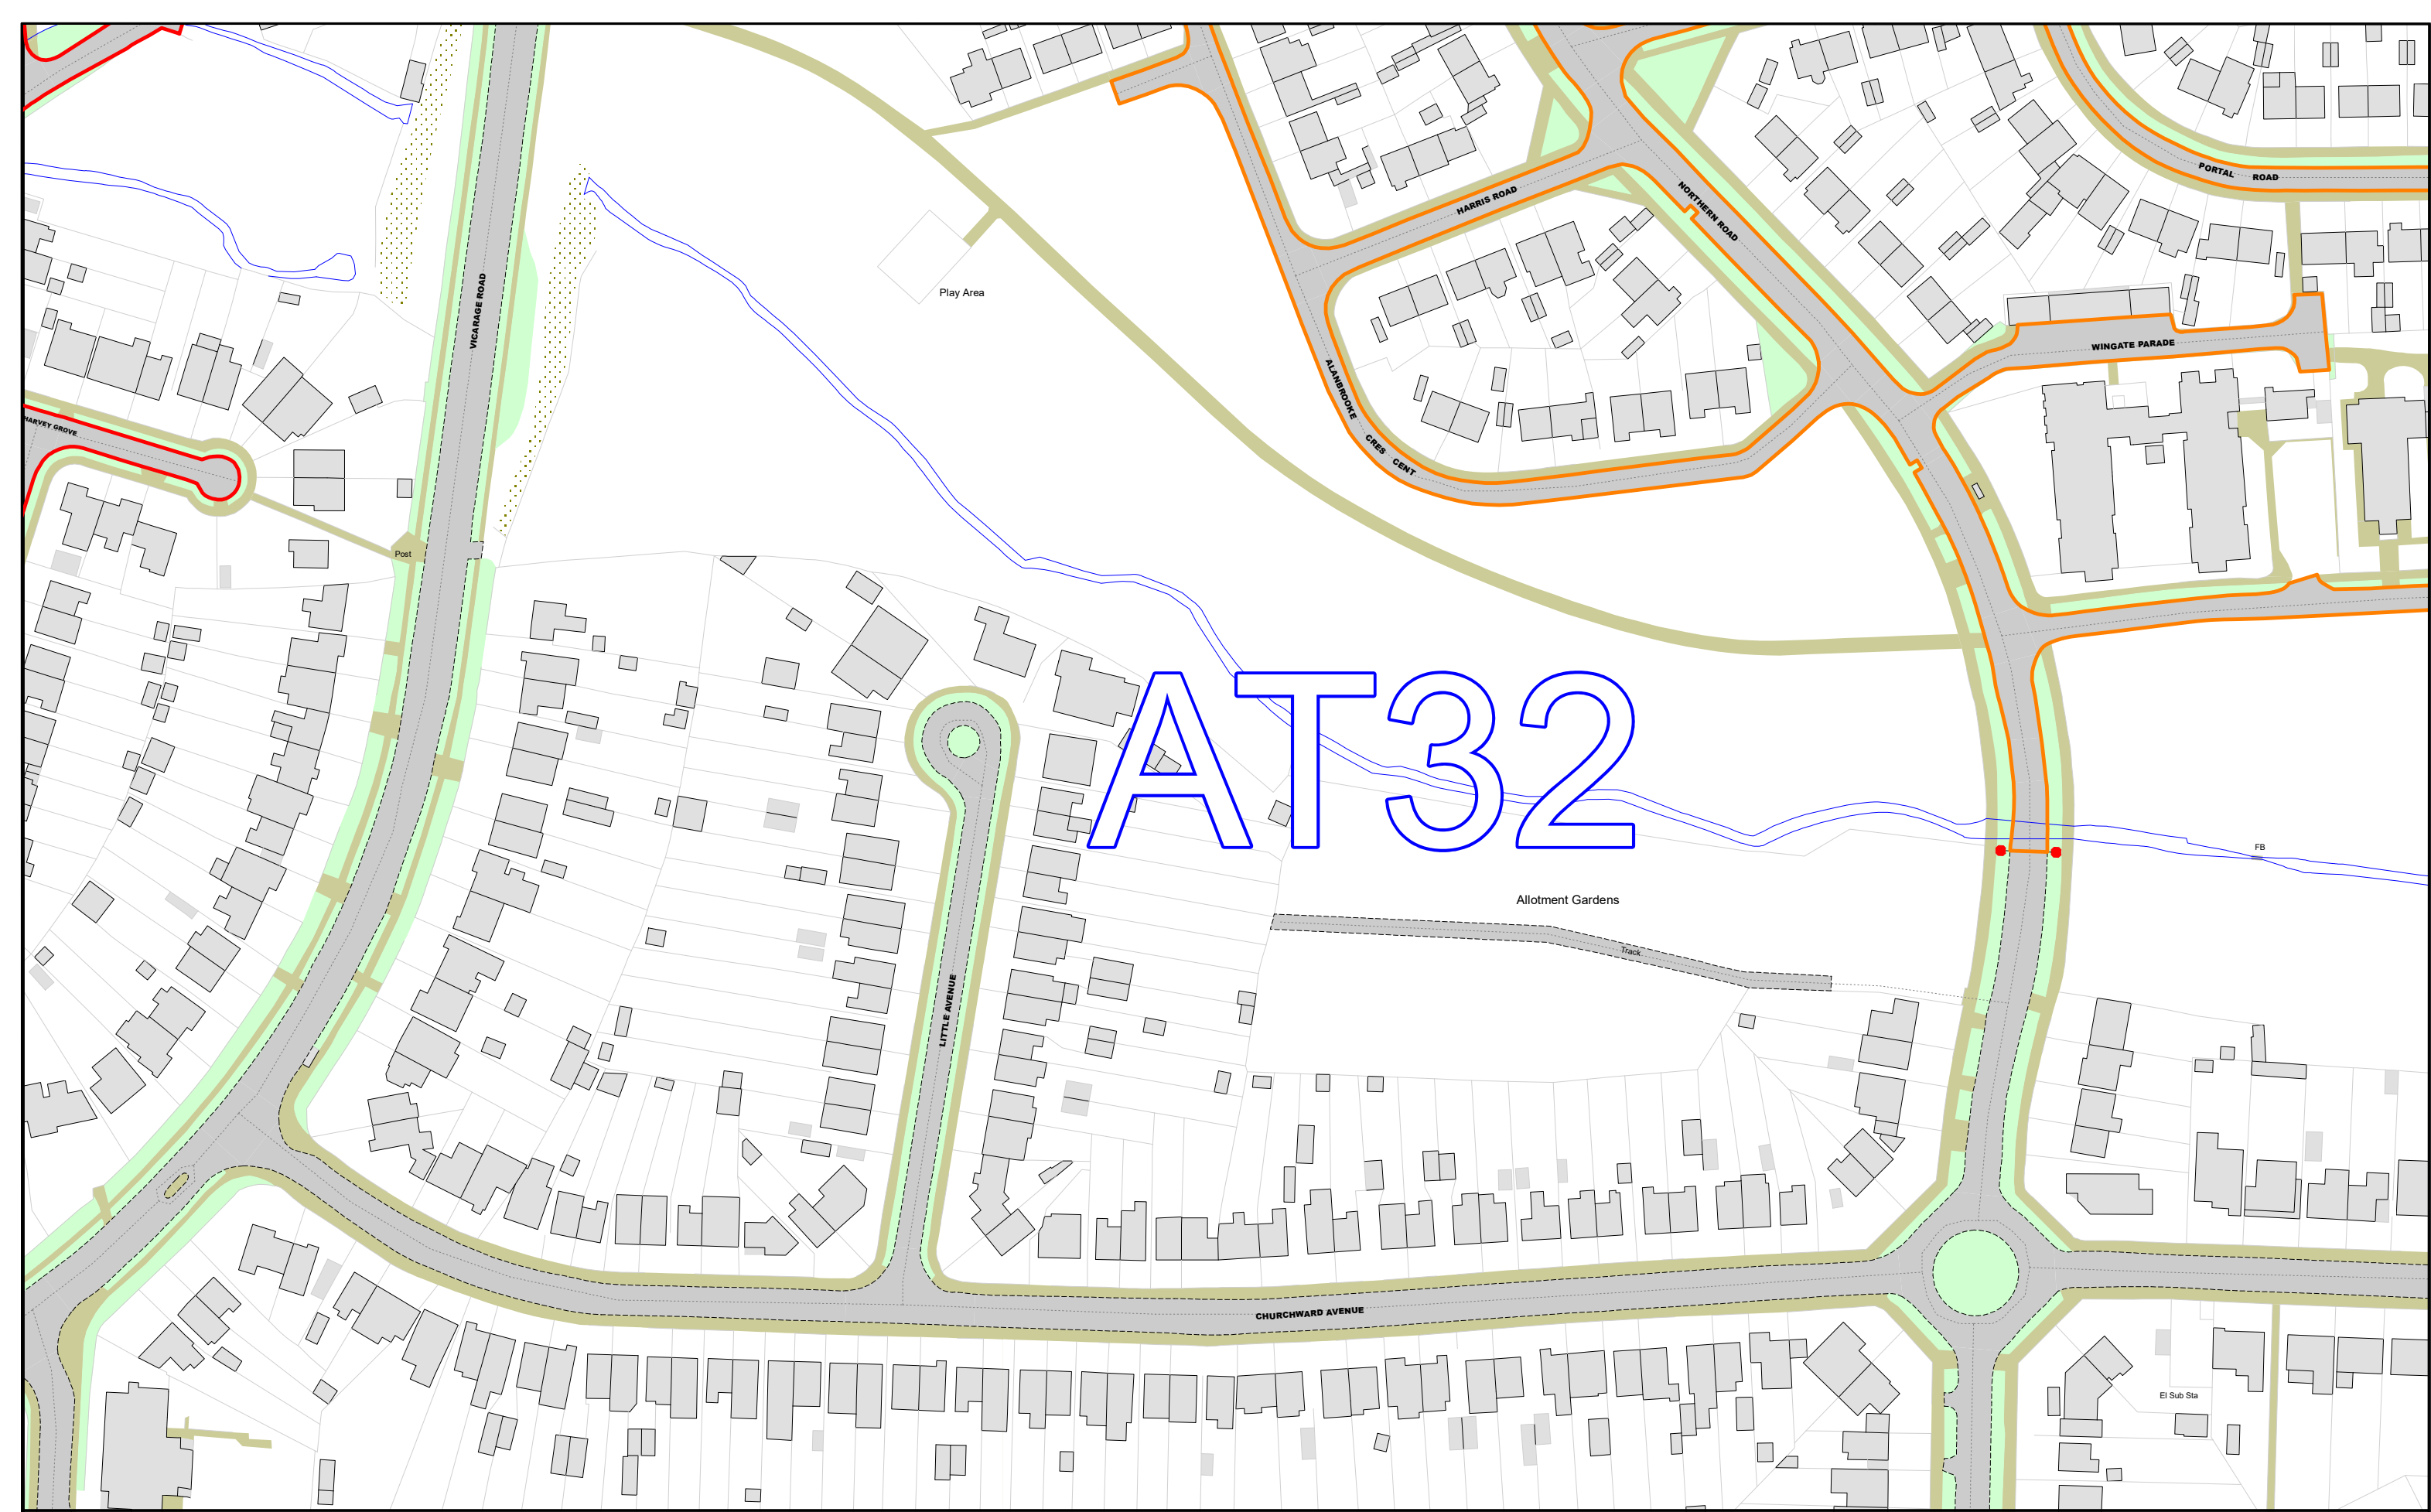 PORTAL ROAD
HARRIS ROAD
NORTHERN ROAD
VICARAGE ROAD
Play Area
WINGATE PARADE
ALANBROOKE
CRES CENT
HARVEY GROVE
Post
AT32
FB
Allotment Gardens
Track
LITTLE AVENUE
CHURCHWARD AVENUE
El Sub Sta